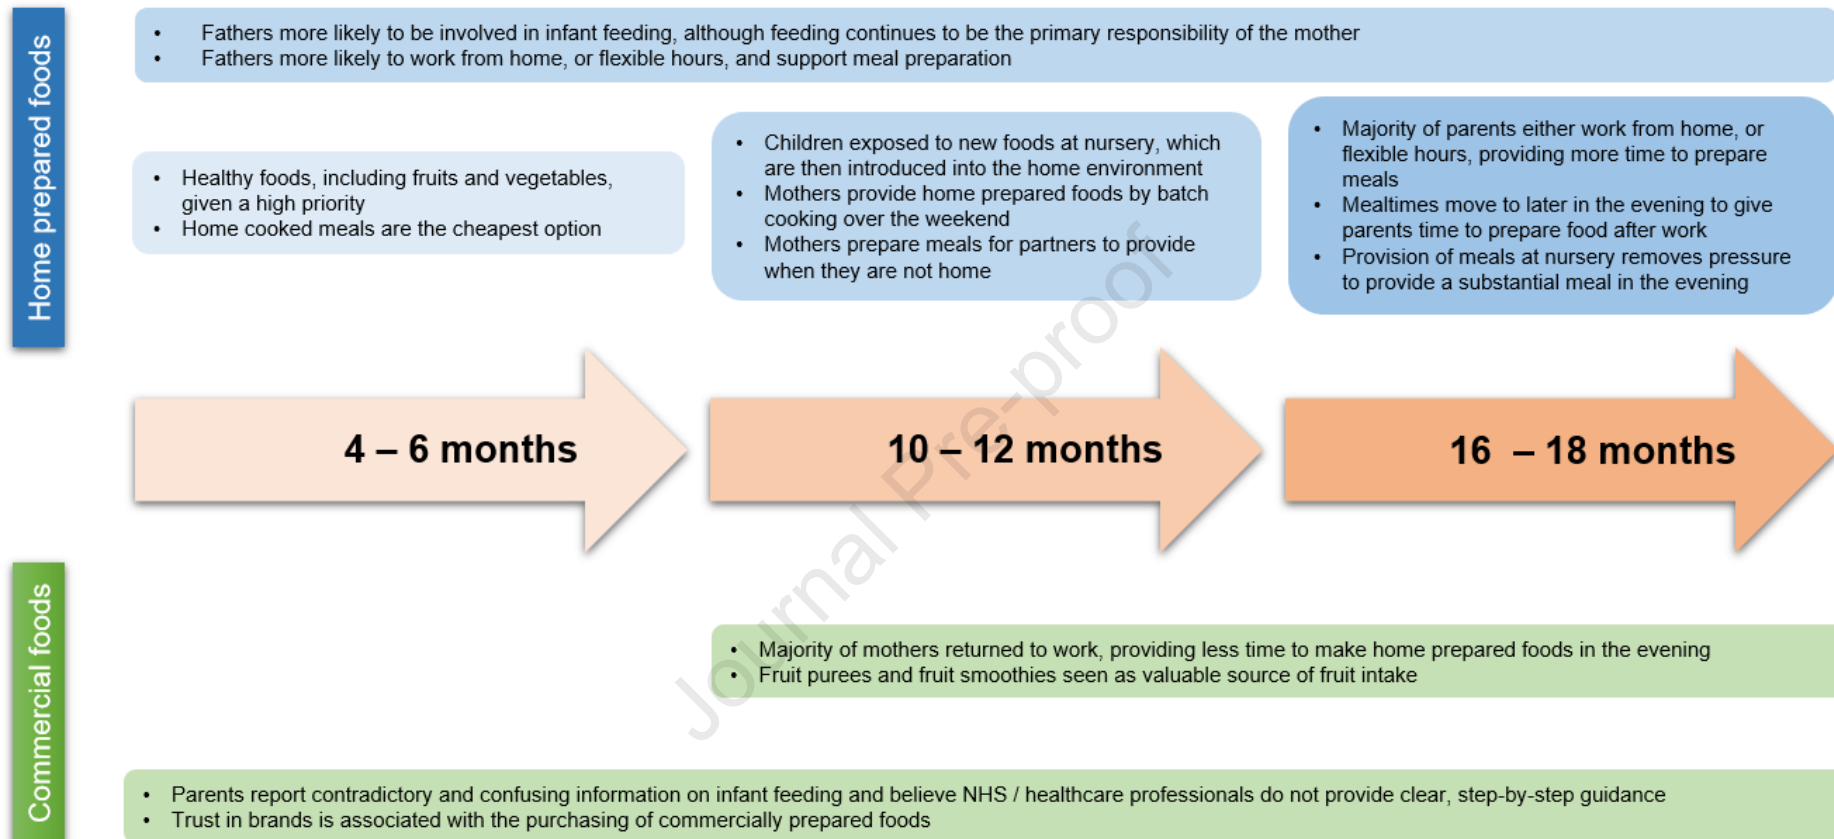 Home prepared foods
• Fathers more likely to be involved in infant feeding, although feeding continues to be the primary responsibility of the mother
• Fathers more likely to work from home, or flexible hours, and support meal preparation
• Healthy foods, including fruits and vegetables,
given a high priority
• Home cooked meals are the cheapest option
• Children exposed to new foods at nursery, which
are then introduced into the home environment
• Mothers provide home prepared foods by batch
cooking over the weekend
• Mothers prepare meals for partners to provide
when they are not home
• Majority of parents either work from home, or
flexible hours, providing more time to prepare
meals
• Mealtimes move to later in the evening to give
parents time to prepare food after work
• Provision of meals at nursery removes pressure
to provide a substantial meal in the evening
4 – 6 months
10 – 12 months
16 – 18 months
Journal Pre-proof
Commercial foods
• Majority of mothers returned to work, providing less time to make home prepared foods in the evening
• Fruit purees and fruit smoothies seen as valuable source of fruit intake
• Parents report contradictory and confusing information on infant feeding and believe NHS / healthcare professionals do not provide clear, step-by-step guidance
• Trust in brands is associated with the purchasing of commercially prepared foods